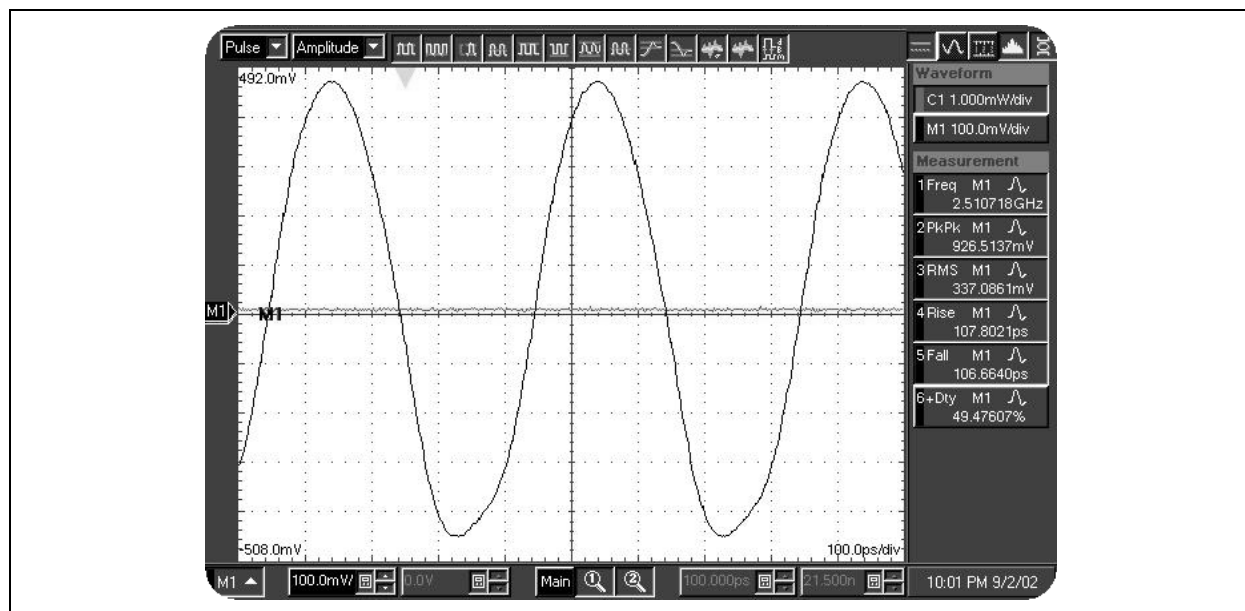 Pulse Amplitude
492.0mV
M1
M1
-508.0mV
100.0ps/div
Waveform
C1 1.000mW/div
M1 100.0mV/div
Measurement
1 Freq M1
2.510718GHz
2 PkPk M1
926.5137mV
3 RMS M1
337.0861mV
4 Rise M1
107.8021ps
5 Fall M1
106.6640ps
6 +Dty M1
49.47607%
M1 100.0mV/ 0.0V Main 1 2 100.000ps 21.500n 10:01 PM 9/2/02